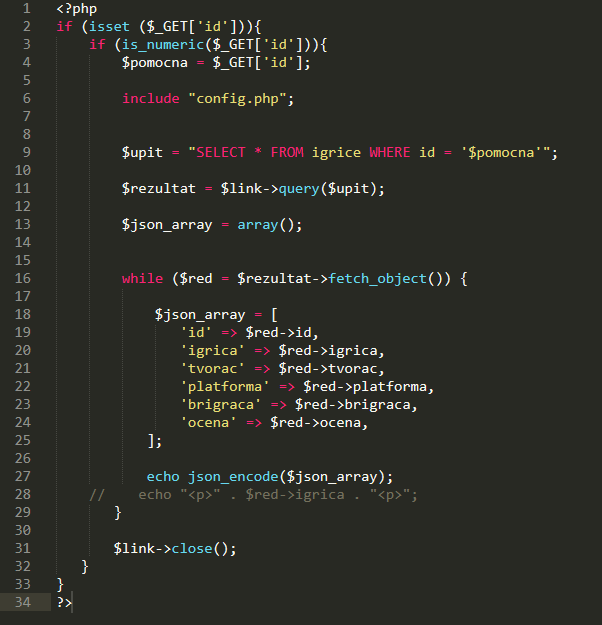 1 <?php
2 if (isset ($_GET['id'])){
3 if (is_numeric($_GET['id'])){
4 $pomocna = $_GET['id'];
5
6 include "config.php";
7
8
9 $upit = "SELECT * FROM igrice WHERE id = '$pomocna'";
10
11 $rezultat = $link->query($upit);
12
13 $json_array = array();
14
15
16 while ($red = $rezultat->fetch_object()) {
17
18 $json_array = [
19 'id' => $red->id,
20 'igrica' => $red->igrica,
21 'tvorac' => $red->tvorac,
22 'platforma' => $red->platforma,
23 'brigraca' => $red->brigraca,
24 'ocena' => $red->ocena,
25 ];
26
27 echo json_encode($json_array);
28 // echo "<p>" . $red->igrica . "<p>";
29 }
30
31 $link->close();
32 }
33 }
34 ?>